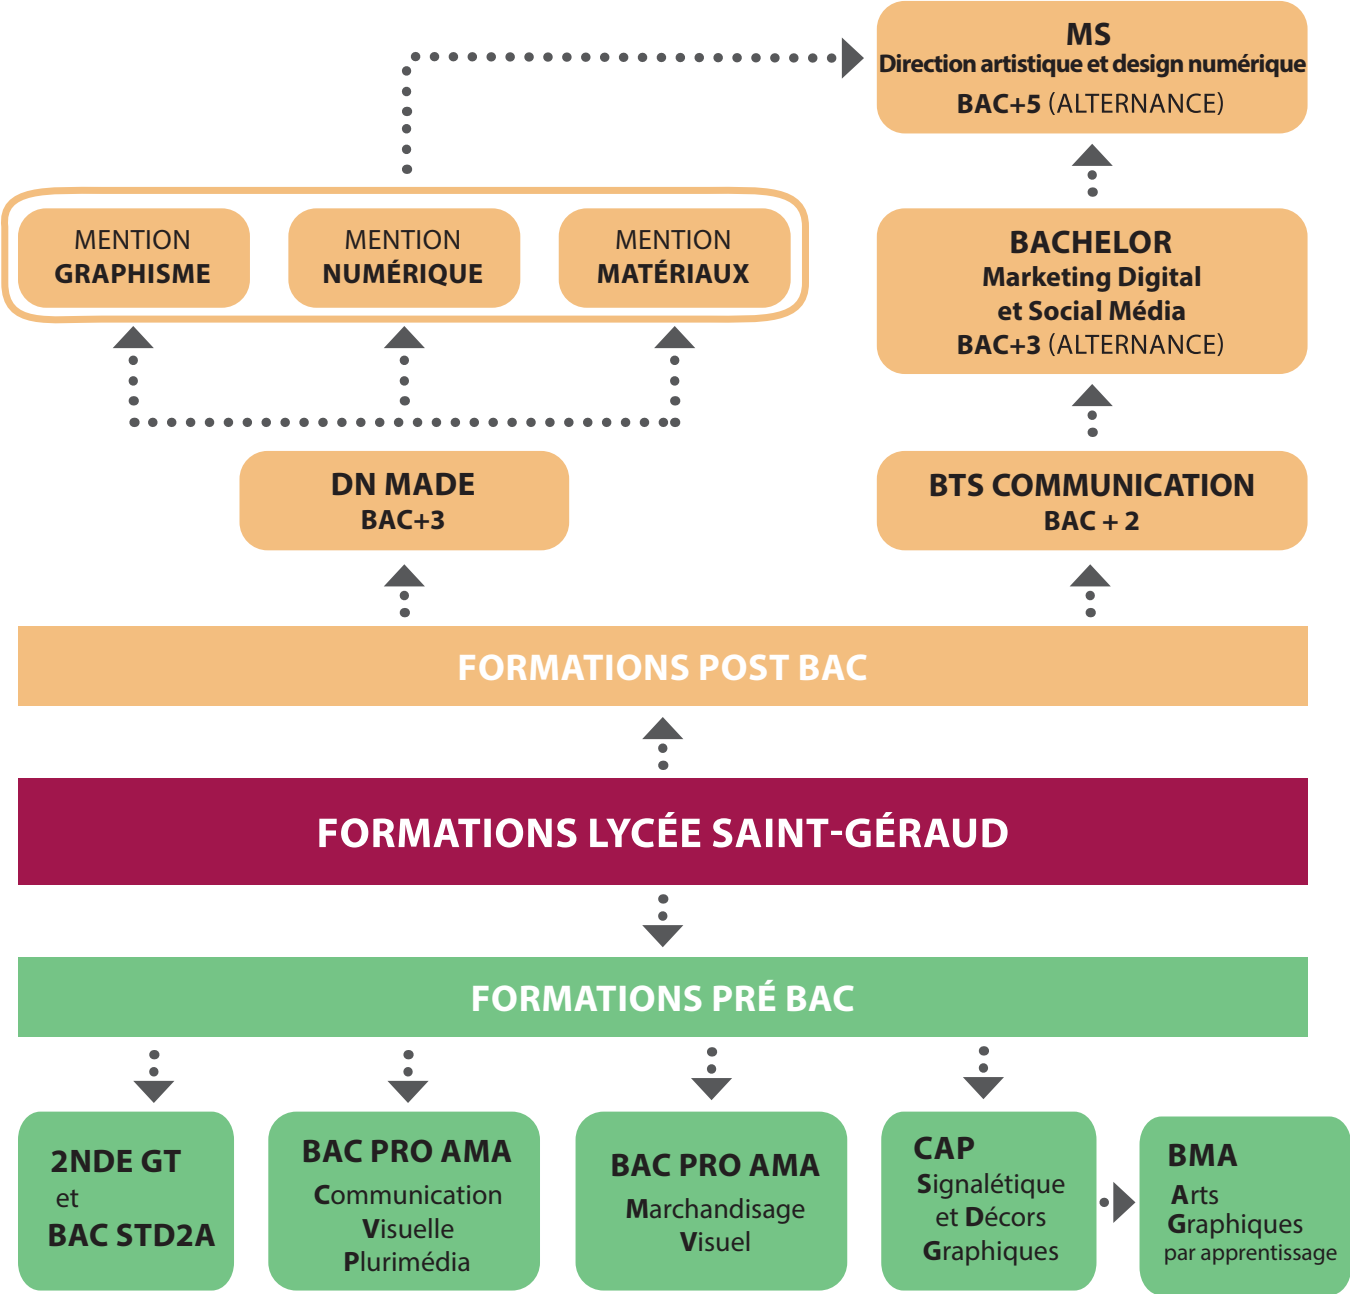 MS
Direction artistique et design numérique
BAC+5 (ALTERNANCE)
MENTION
GRAPHISME
MENTION
NUMÉRIQUE
MENTION
MATÉRIAUX
BACHELOR
Marketing Digital
et Social Média
BAC+3 (ALTERNANCE)
DN MADE
BAC+3
BTS COMMUNICATION
BAC + 2
FORMATIONS POST BAC
FORMATIONS LYCÉE SAINT-GÉRAUD
FORMATIONS PRÉ BAC
2NDE GT
et
BAC STD2A
BAC PRO AMA
Communication
Visuelle
Plurimédia
BAC PRO AMA
Marchandisage
Visuel
CAP
Signalétique
et Décors
Graphiques
BMA
Arts
Graphiques
par apprentissage